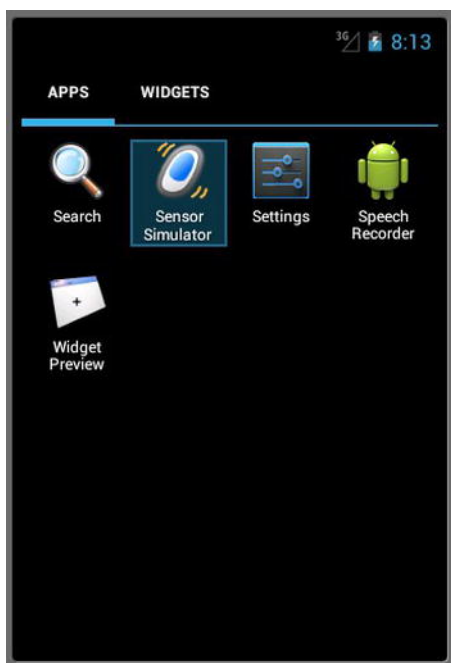 3G 8:13
APPS WIDGETS
Search Sensor Simulator Settings Speech Recorder
Widget Preview